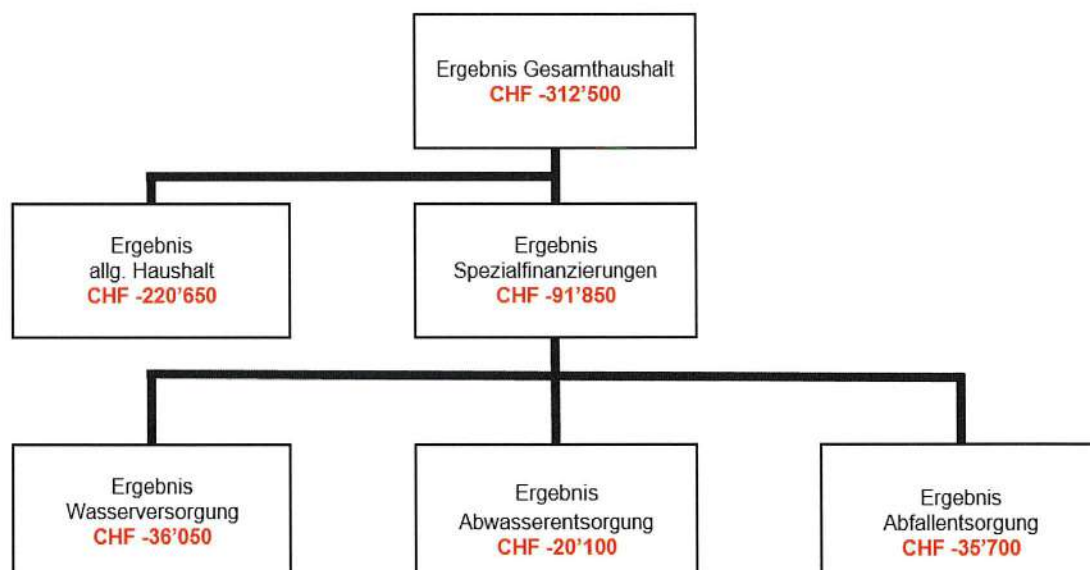 Ergebnis Gesamthaushalt
CHF -312'500
Ergebnis
allg. Haushalt
CHF -220'650
Ergebnis
Spezialfinanzierungen
CHF -91'850
Ergebnis
Wasserversorgung
CHF -36'050
Ergebnis
Abwasserentsorgung
CHF -20'100
Ergebnis
Abfallentsorgung
CHF -35'700